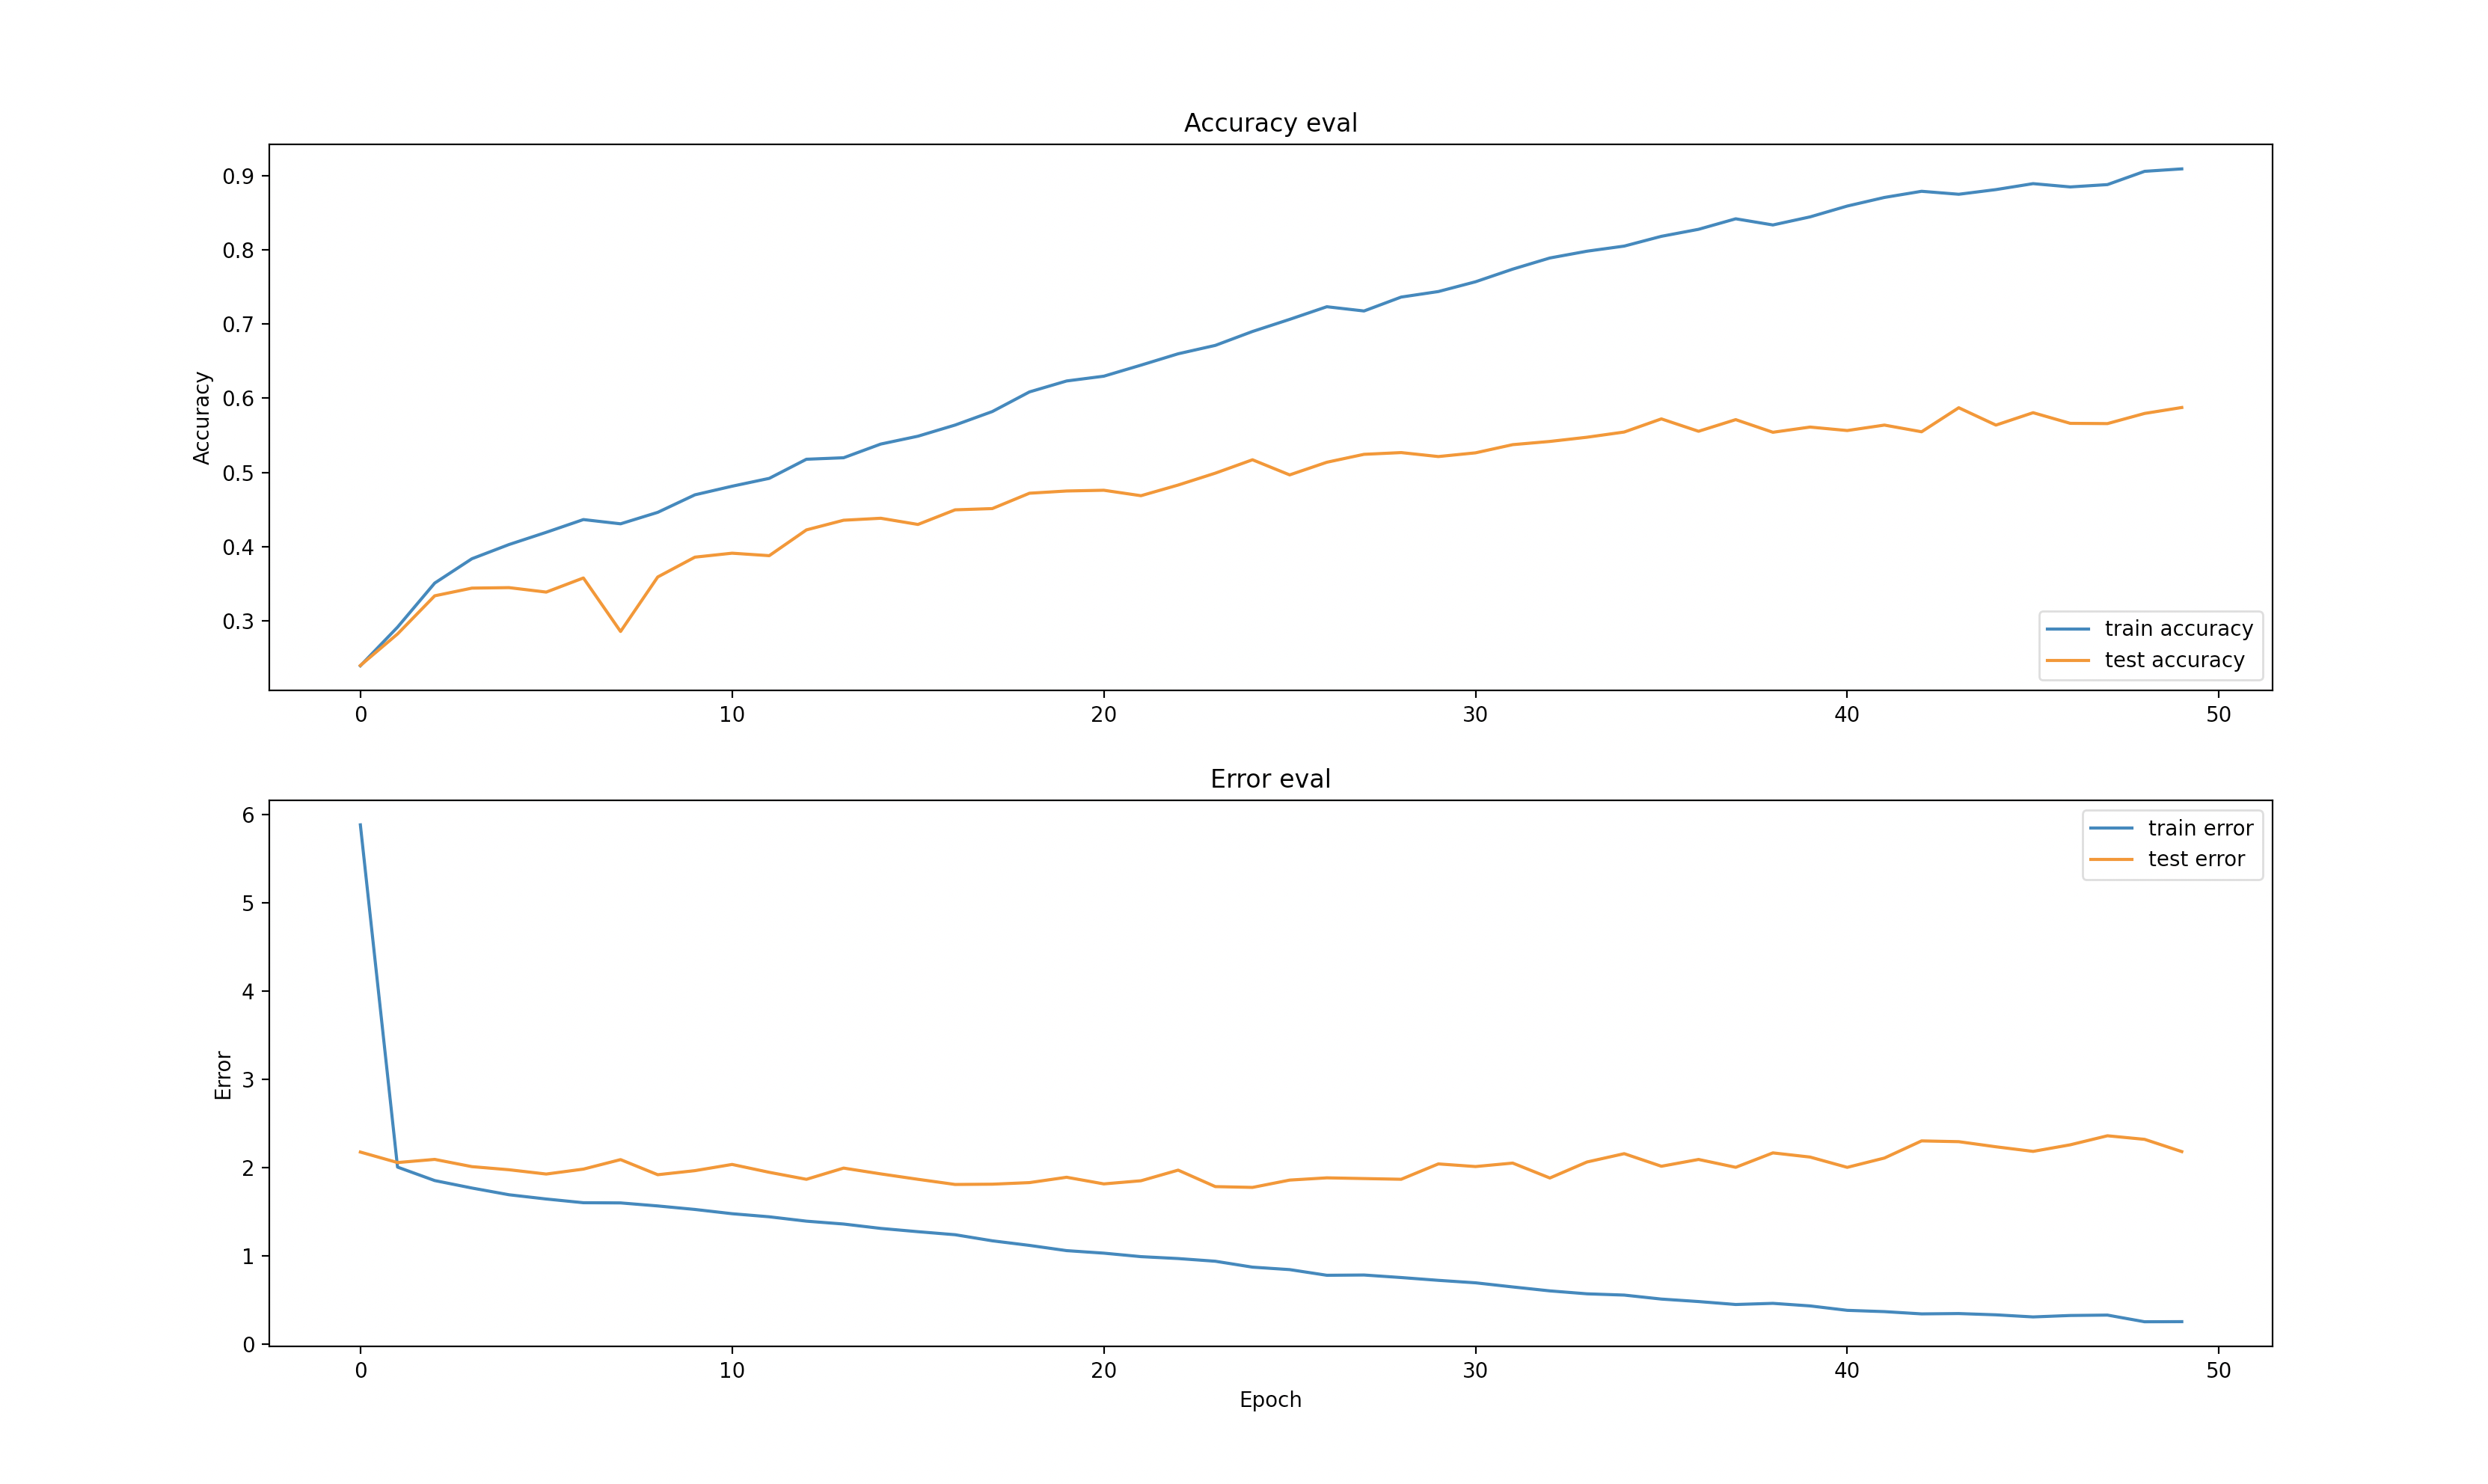 Accuracy eval
0.9
0.8
0.7
0.6
0.5
0.4
0.3
Accuracy
train accuracy
test accuracy
0 10 20 30 40 50
Error eval
6
5
4
3
2
1
0
Error
train error
test error
0 10 20 30 40 50
Epoch